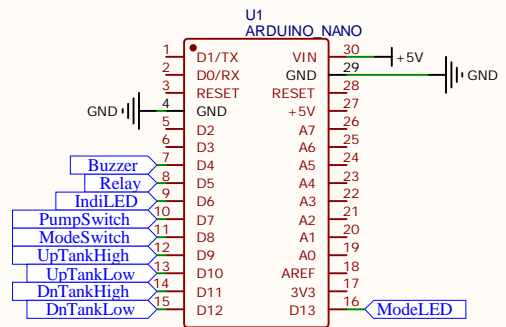 U1
ARDUINO_NANO
1 D1/TX VIN 30 +5V
2 D0/RX GND 29 GND
3 RESET RESET 28
GND 4 GND +5V 27
5 D2 A7 26
6 D3 A6 25
Buzzer 7 D4 A5 24
Relay 8 D5 A4 23
IndiLED 9 D6 A3 22
PumpSwitch 10 D7 A2 21
ModeSwitch 11 D8 A1 20
UpTankHigh 12 D9 A0 19
UpTankLow 13 D10 AREF 18
DnTankHigh 14 D11 3V3 17
DnTankLow 15 D12 D13 16 ModeLED